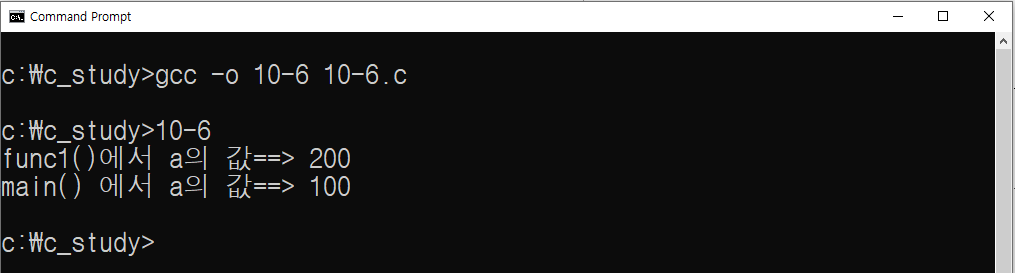 Command Prompt
c:₩c_study>gcc -o 10-6 10-6.c
c:₩c_study>10-6
func1()에서 a의 값==> 200
main() 에서 a의 값==> 100
c:₩c_study>